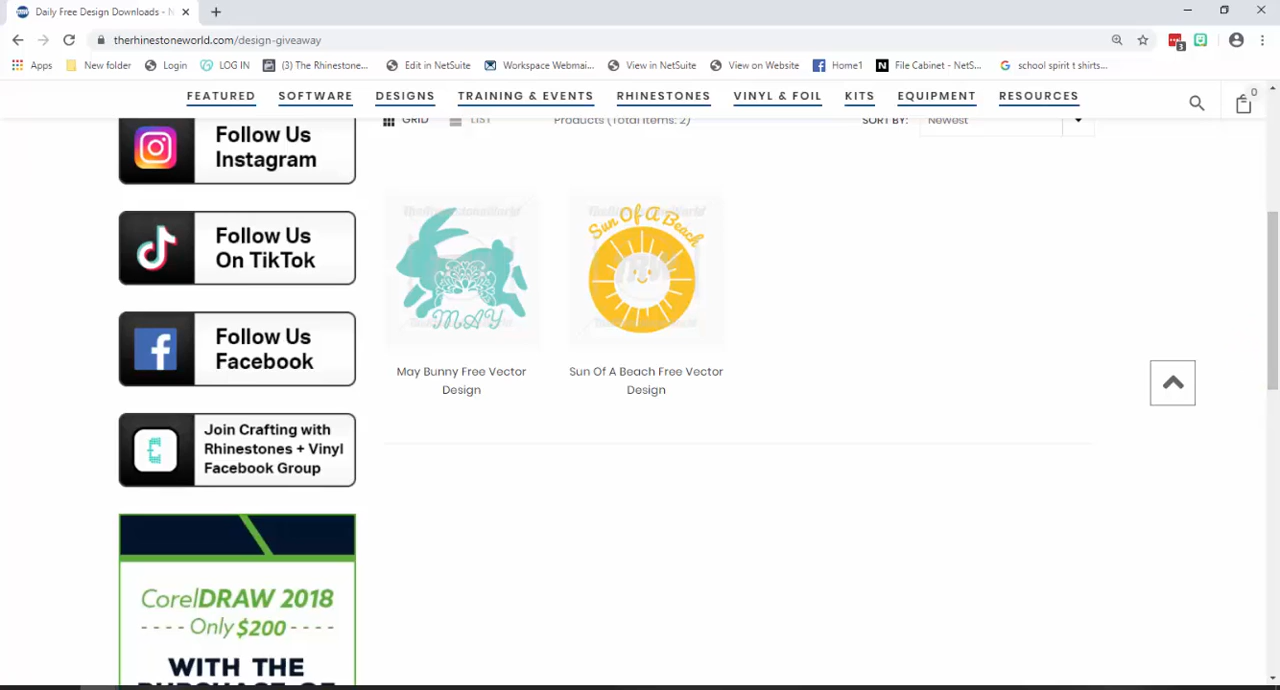 Daily Free Design Downloads - N
therhinestoneworld.com/design-giveaway
3
Apps
New folder
Login
LOG IN
(3) The Rhinestone...
Edit in NetSuite
Workspace Webmai...
View in NetSuite
View on Website
Home1
File Cabinet - NetS...
school spirit t shirts...
FEATURED
SOFTWARE
DESIGNS
TRAINING & EVENTS
RHINESTONES
VINYL & FOIL
KITS
EQUIPMENT
RESOURCES
0
GRID
LIST
Products (Total Items: 2)
SORT BY:
Newest
Follow Us
Instagram
Follow Us
On TikTok
Follow Us
Facebook
Join Crafting with
Rhinestones + Vinyl
Facebook Group
MAY
Sun Of A Beach
May Bunny Free Vector
Design
Sun Of A Beach Free Vector
Design
CorelDRAW 2018
---- Only $200 ----
WITH THE
PURCHASE OF